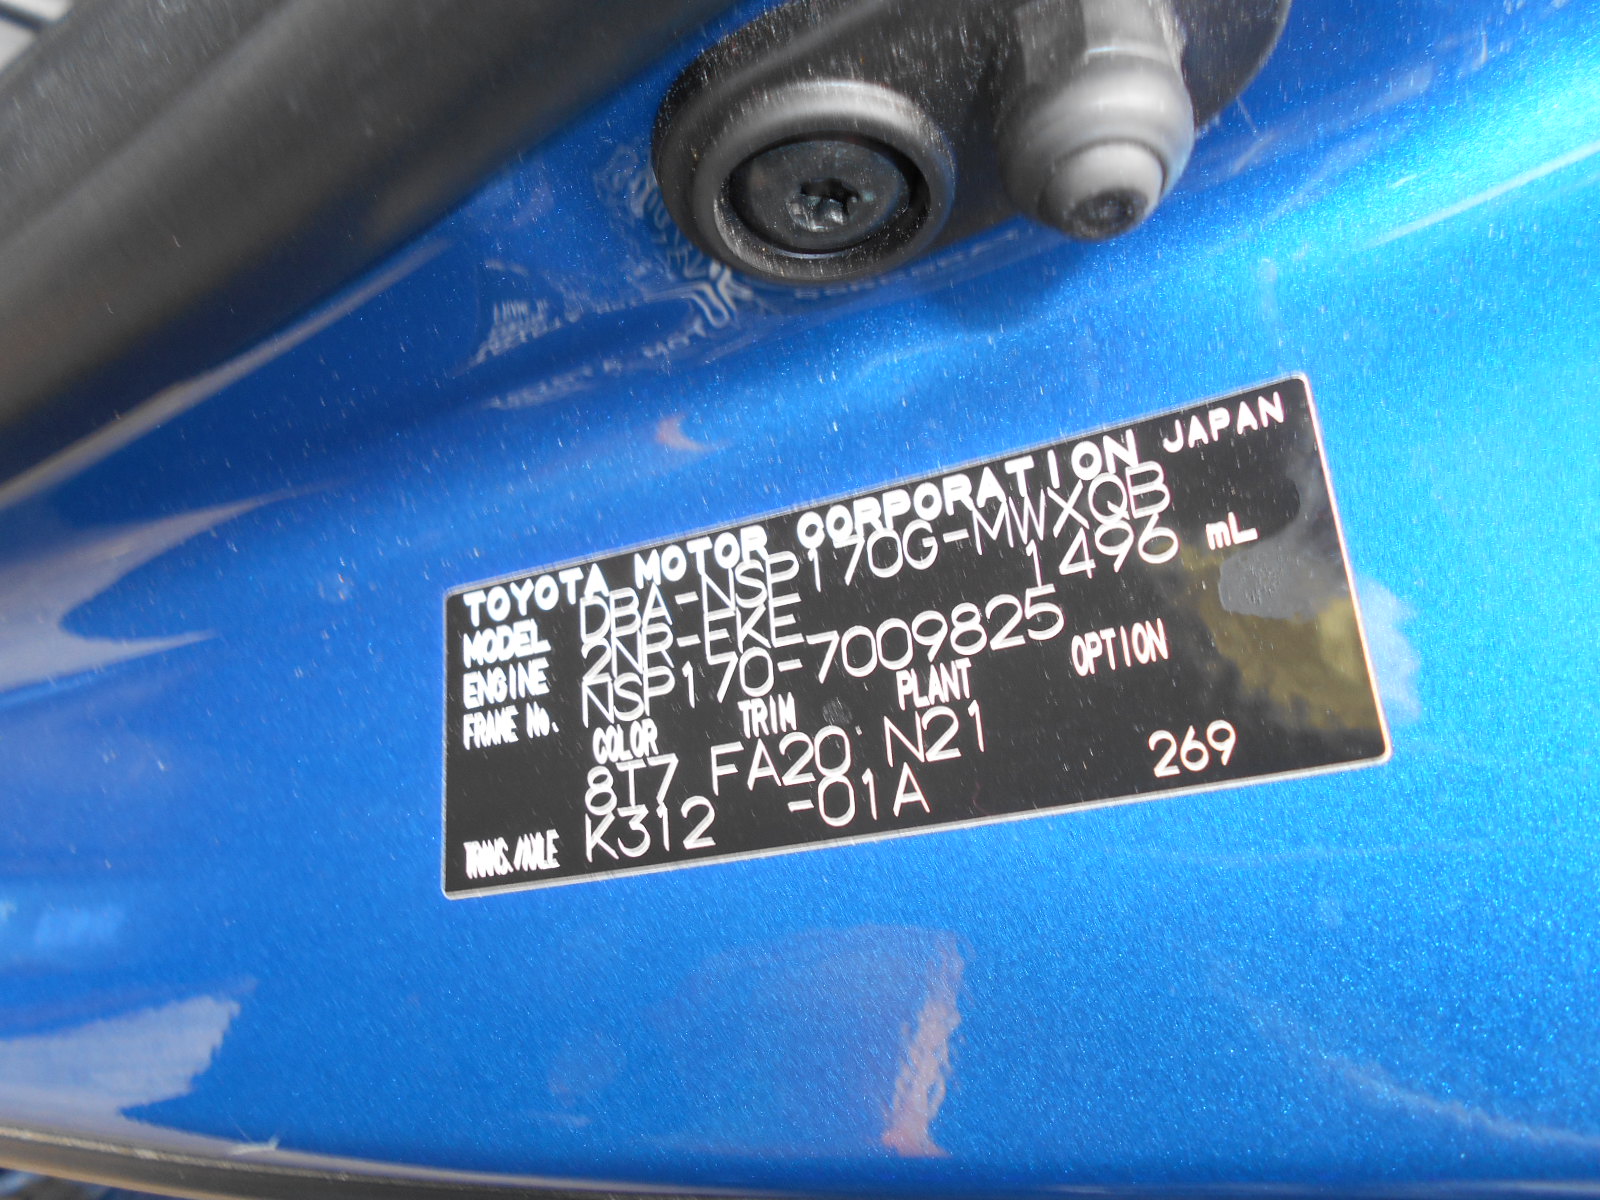 TOYOTA MOTOR CORPORATION JAPAN
MODEL DBA-NSP170G-MWXQB
ENGINE 2NR-FKE 1496 mL
FRAME No. NSP170-7009825
COLOR TRIM PLANT OPTION
8T7 FA20 N21
TRANS./AXLE K312 -01A 269